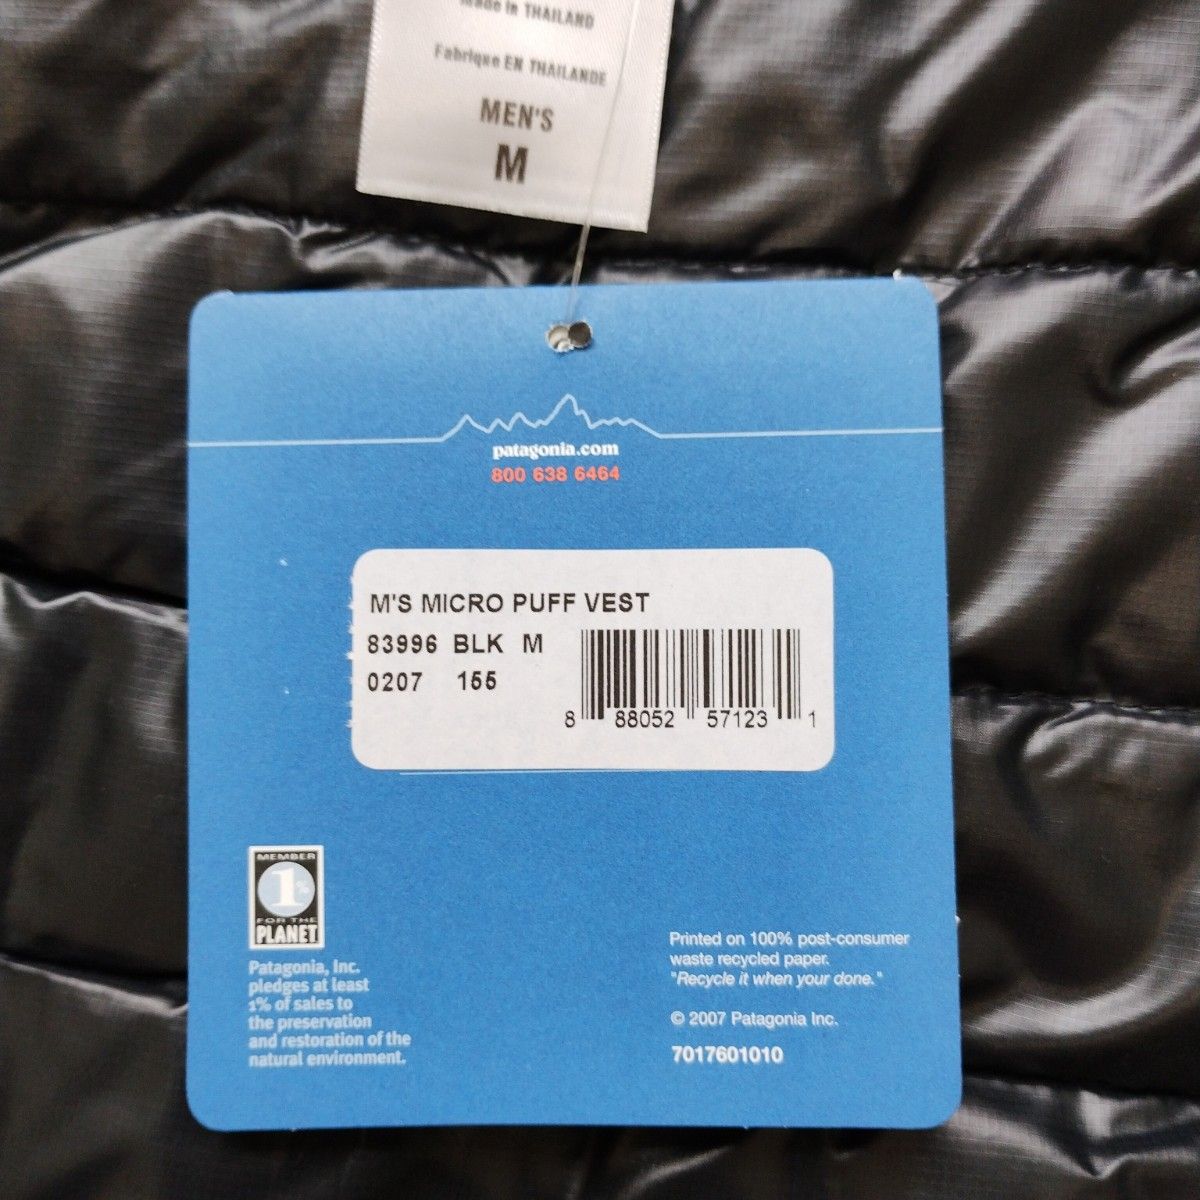 Made in THAILAND
Fabriqué EN THAILANDE
MEN'S
M
patagonia.com
800 638 6464
M'S MICRO PUFF VEST
83996 BLK M
0207 155
8 88052 57123 1
MEMBER
1%
FOR THE
PLANET
Patagonia, Inc.
pledges at least
1% of sales to
the preservation
and restoration of the
natural environment.
Printed on 100% post-consumer
waste recycled paper.
"Recycle it when your done."
© 2007 Patagonia Inc.
7017601010